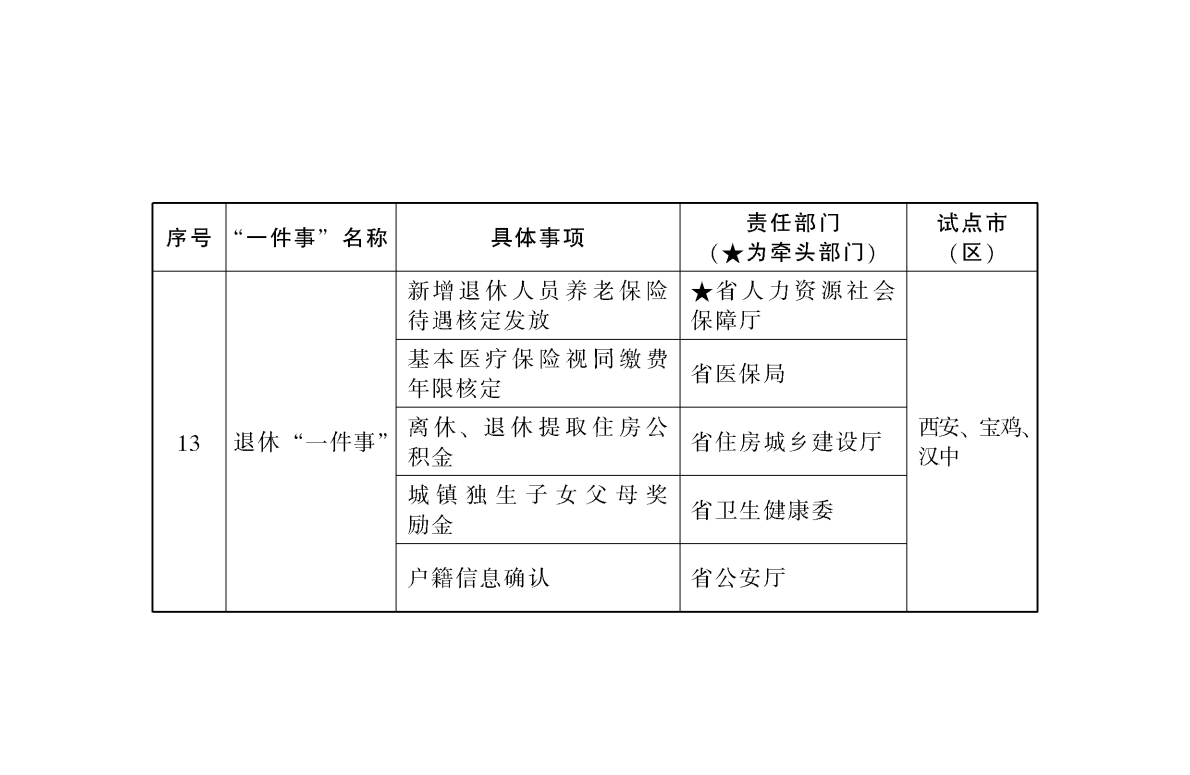 序号
“一件事”名称
具体事项
责任部门
(★为牵头部门)
试点市
(区)
13
退休“一件事”
新增退休人员养老保险
待遇核定发放
★省人力资源社会
保障厅
基本医疗保险视同缴费
年限核定
省医保局
离休、退休提取住房公
积金
省住房城乡建设厅
城镇独生子女父母奖
励金
省卫生健康委
户籍信息确认
省公安厅
西安、宝鸡、
汉中